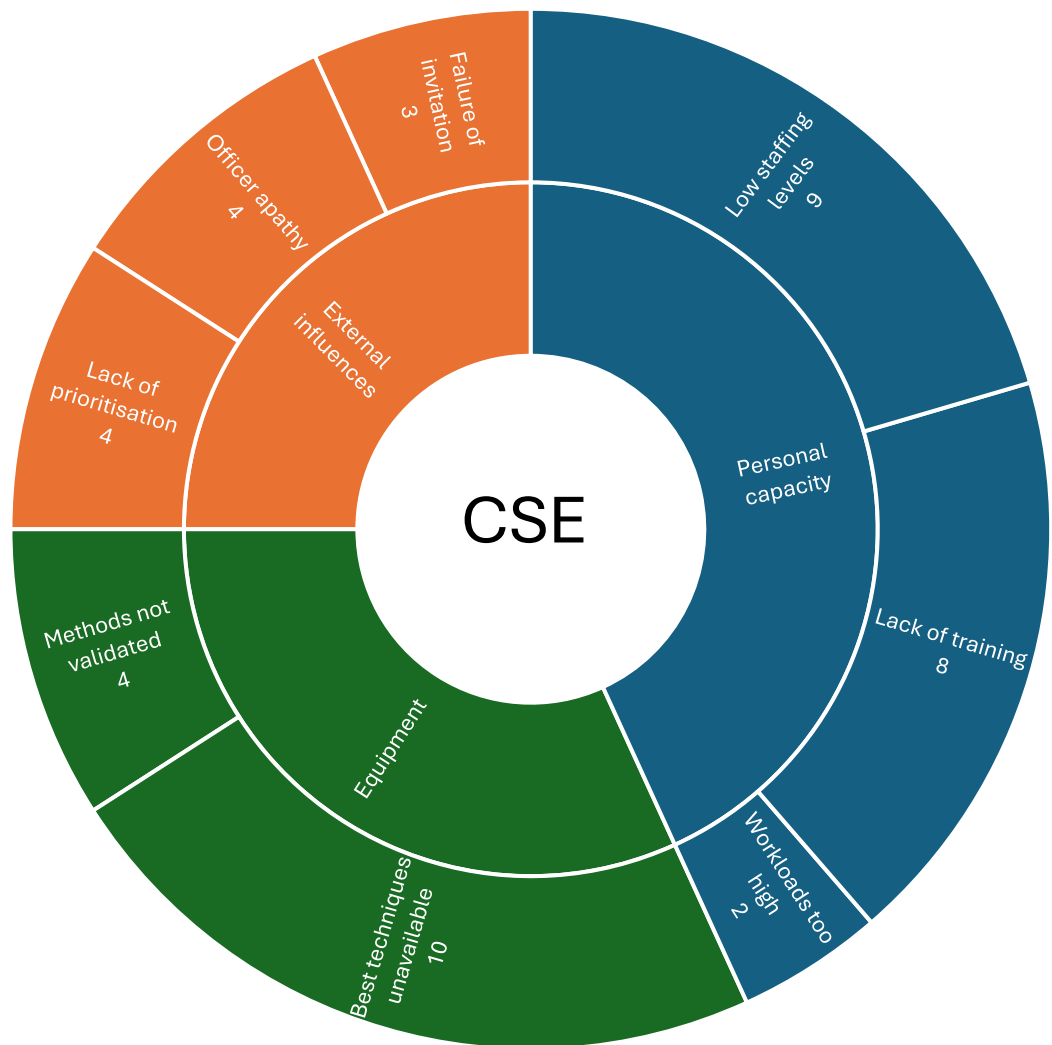 CSE
Personal
capacity
Low staffing
levels
9
Lack of training
8
Workloads too
high
2
Equipment
Best techniques
unavailable
10
Methods not
validated
4
External
influences
Lack of
prioritisation
4
Officer apathy
4
Failure of
invitation
3